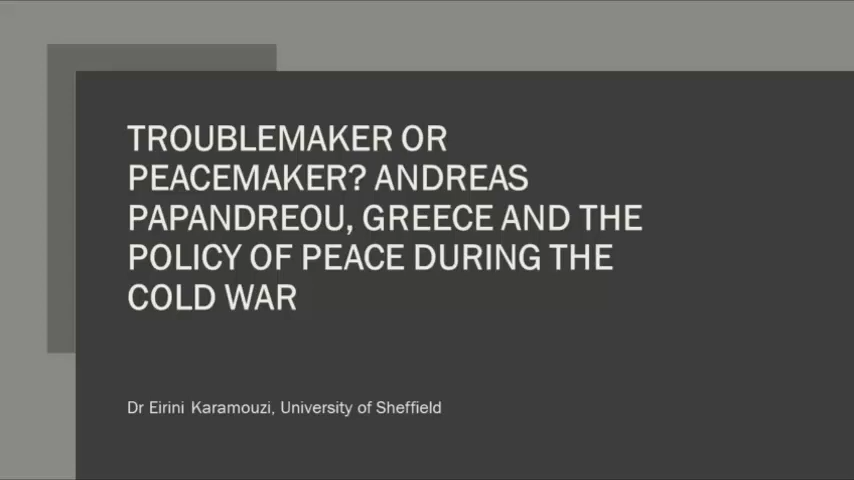 TROUBLEMAKER OR
PEACEMAKER? ANDREAS
PAPANDREOU, GREECE AND THE
POLICY OF PEACE DURING THE
COLD WAR
Dr Eirini Karamouzi, University of Sheffield